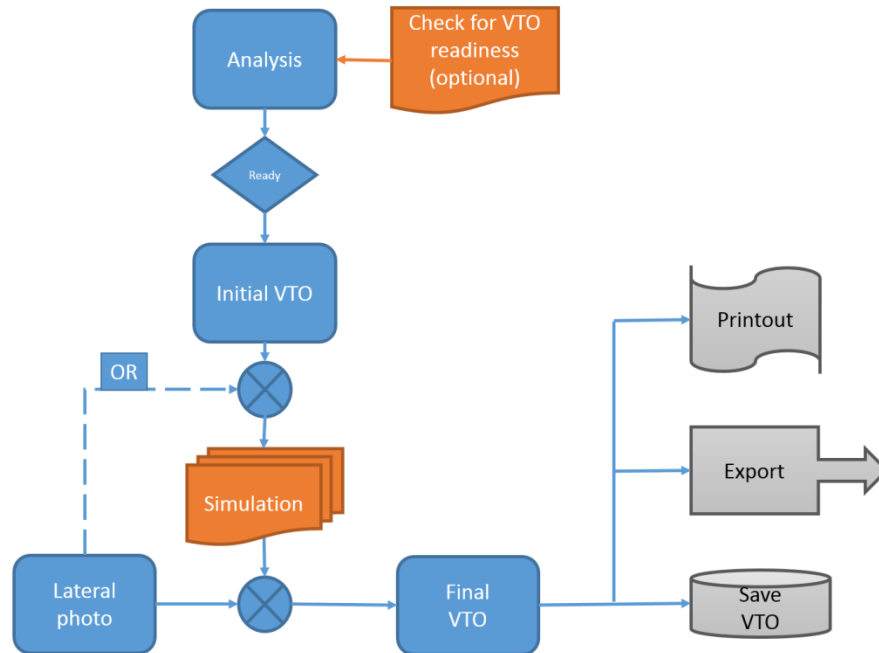 Analysis
Check for VTO
readiness
(optional)
Ready
Initial VTO
OR
Printout
Simulation
Export
Lateral
photo
Final
VTO
Save
VTO